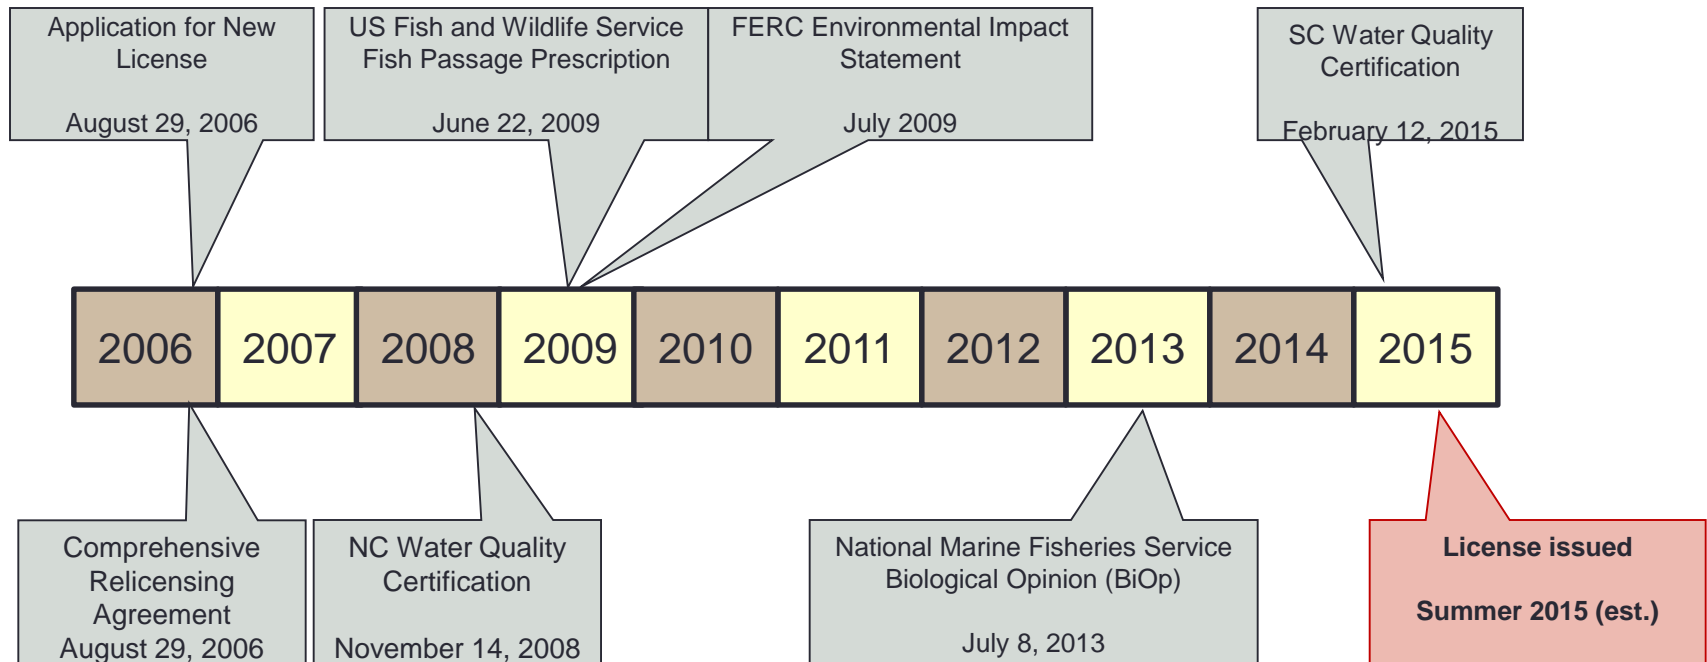 Application for New
License
August 29, 2006
US Fish and Wildlife Service
Fish Passage Prescription
June 22, 2009
FERC Environmental Impact
Statement
July 2009
SC Water Quality
Certification
February 12, 2015
2006 2007 2008 2009 2010 2011 2012 2013 2014 2015
Comprehensive
Relicensing
Agreement
August 29, 2006
NC Water Quality
Certification
November 14, 2008
National Marine Fisheries Service
Biological Opinion (BiOp)
July 8, 2013
License issued
Summer 2015 (est.)